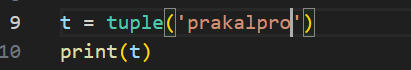 9 t = tuple('prakalpro')
10 print(t)